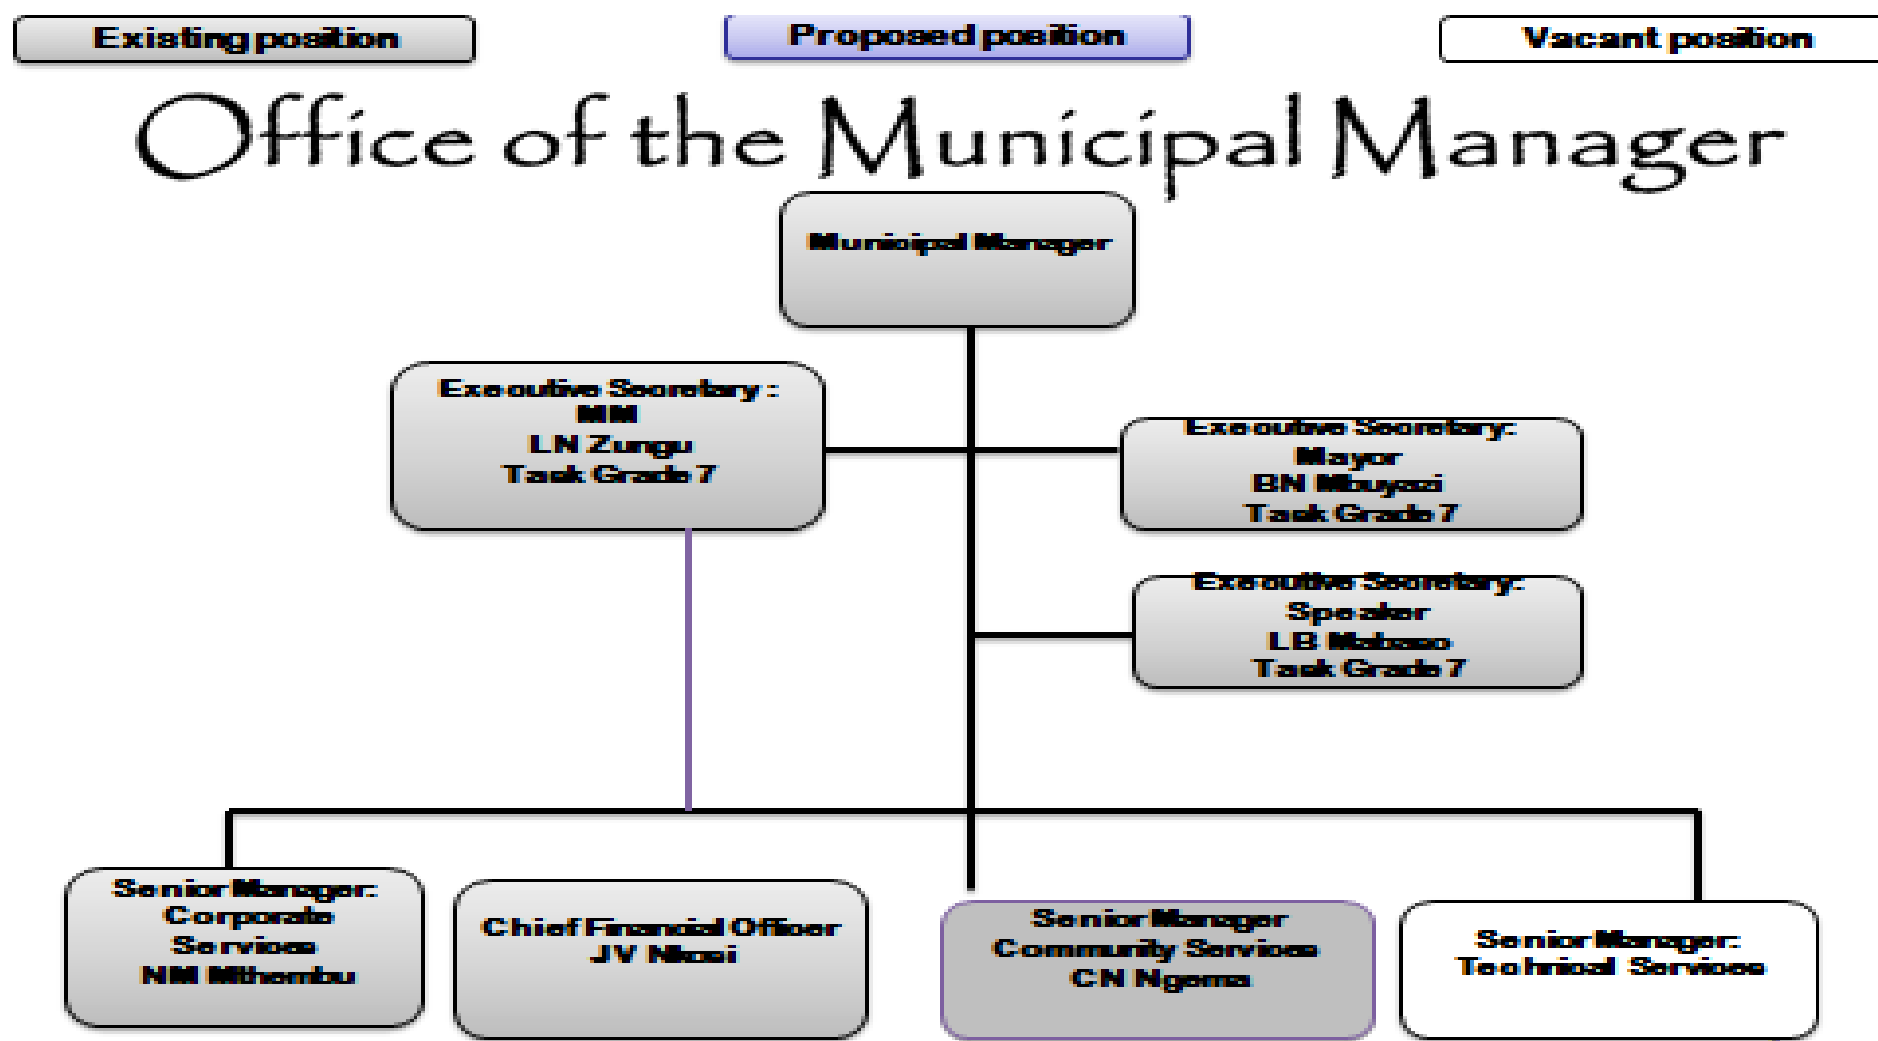 Existing position
Proposed position
Vacant position
Office of the Municipal Manager
Municipal Manager
Executive Secretary :
MM
LN Zungu
Task Grade 7
Executive Secretary:
Mayor
BN Mbuyazi
Task Grade 7
Executive Secretary:
Speaker
LB Mabaso
Task Grade 7
Senior Manager:
Corporate
Services
NM Mthembu
Chief Financial Officer
JV Nkosi
Senior Manager
Community Services
CN Ngema
Senior Manager:
Technical Services